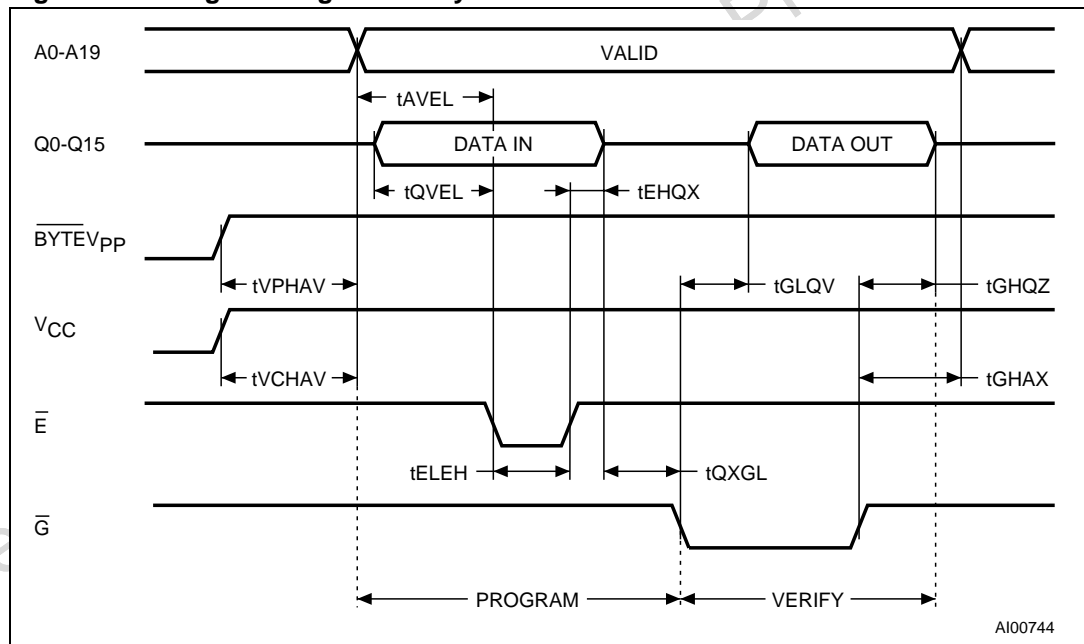 A0-A19
VALID
tAVEL
Q0-Q15
DATA IN
DATA OUT
tQVEL
tEHQX
BYTEVPP
tVPHAV
tGLQV
tGHQZ
VCC
tVCHAV
tGHAX
E
tELEH
tQXGL
G
PROGRAM
VERIFY
AI00744